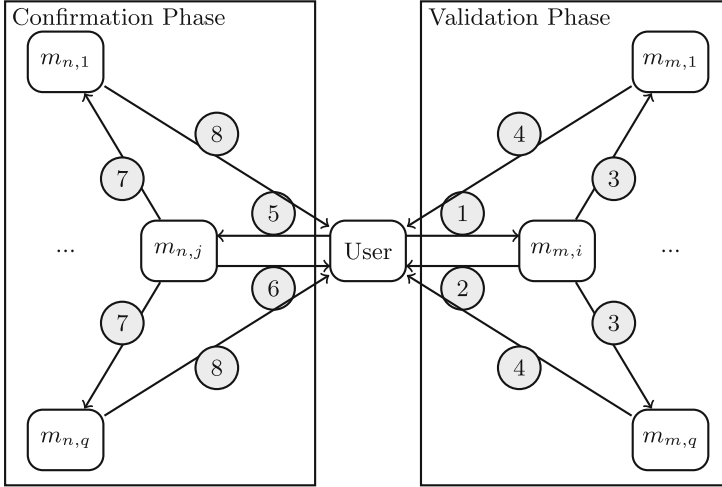 Confirmation Phase
Validation Phase
m_{n,1}
m_{m,1}
8
4
7
3
5
1
...
m_{n,j}
User
m_{m,i}
...
6
2
7
3
8
4
m_{n,q}
m_{m,q}